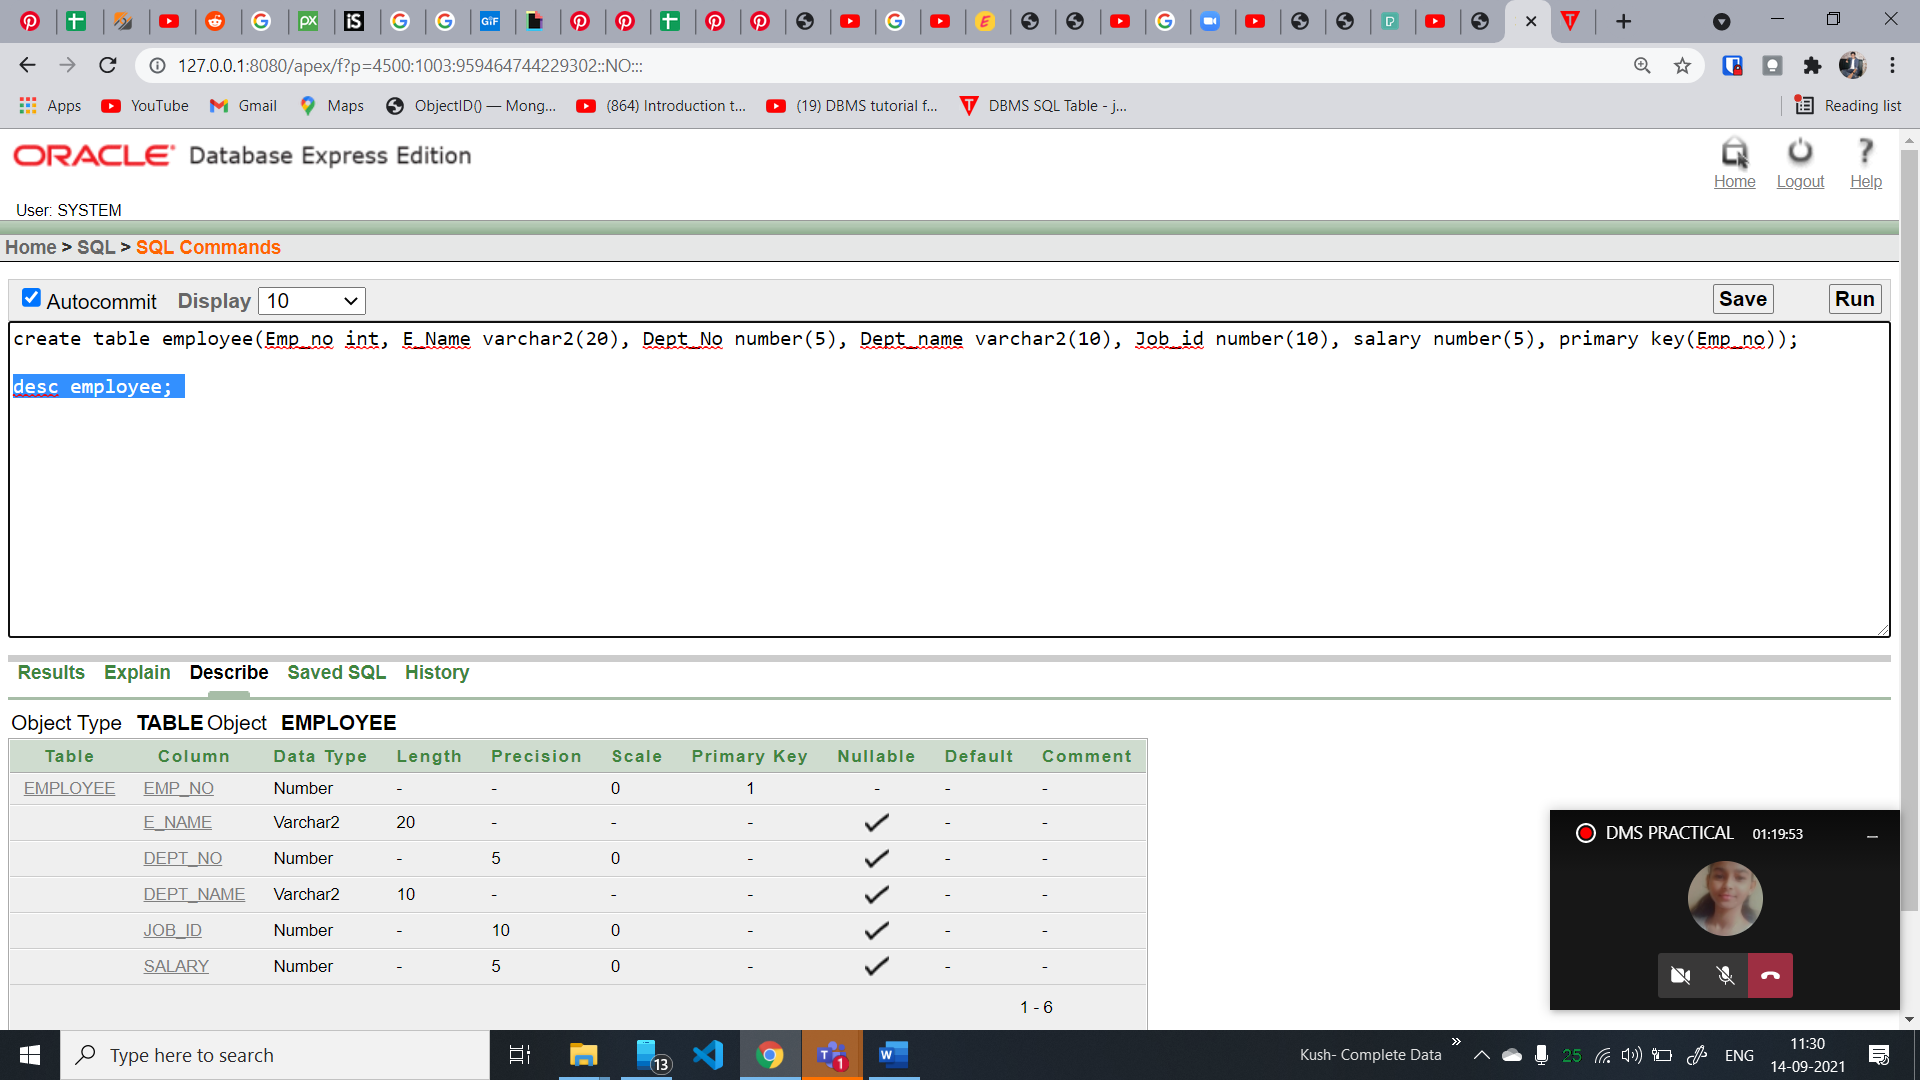 127.0.0.1:8080/apex/f?p=4500:1003:959464744229302::NO:::
Apps YouTube Gmail Maps ObjectID() — Mong... (864) Introduction t... (19) DBMS tutorial f... DBMS SQL Table - j... Reading list
ORACLE Database Express Edition
Home Logout Help
User: SYSTEM
Home > SQL > SQL Commands
Autocommit Display 10 Save Run
create table employee(Emp_no int, E_Name varchar2(20), Dept_No number(5), Dept_name varchar2(10), Job_id number(10), salary number(5), primary key(Emp_no));
desc employee;
Results Explain Describe Saved SQL History
Object Type TABLE Object EMPLOYEE
Table Column Data Type Length Precision Scale Primary Key Nullable Default Comment
EMPLOYEE EMP_NO Number - - 0 1 - - -
E_NAME Varchar2 20 - - - - -
DEPT_NO Number - 5 0 - - -
DEPT_NAME Varchar2 10 - - - - -
JOB_ID Number - 10 0 - - -
SALARY Number - 5 0 - - -
1 - 6
DMS PRACTICAL 01:19:53
Type here to search
13
1
Kush- Complete Data
25
ENG
11:30
14-09-2021